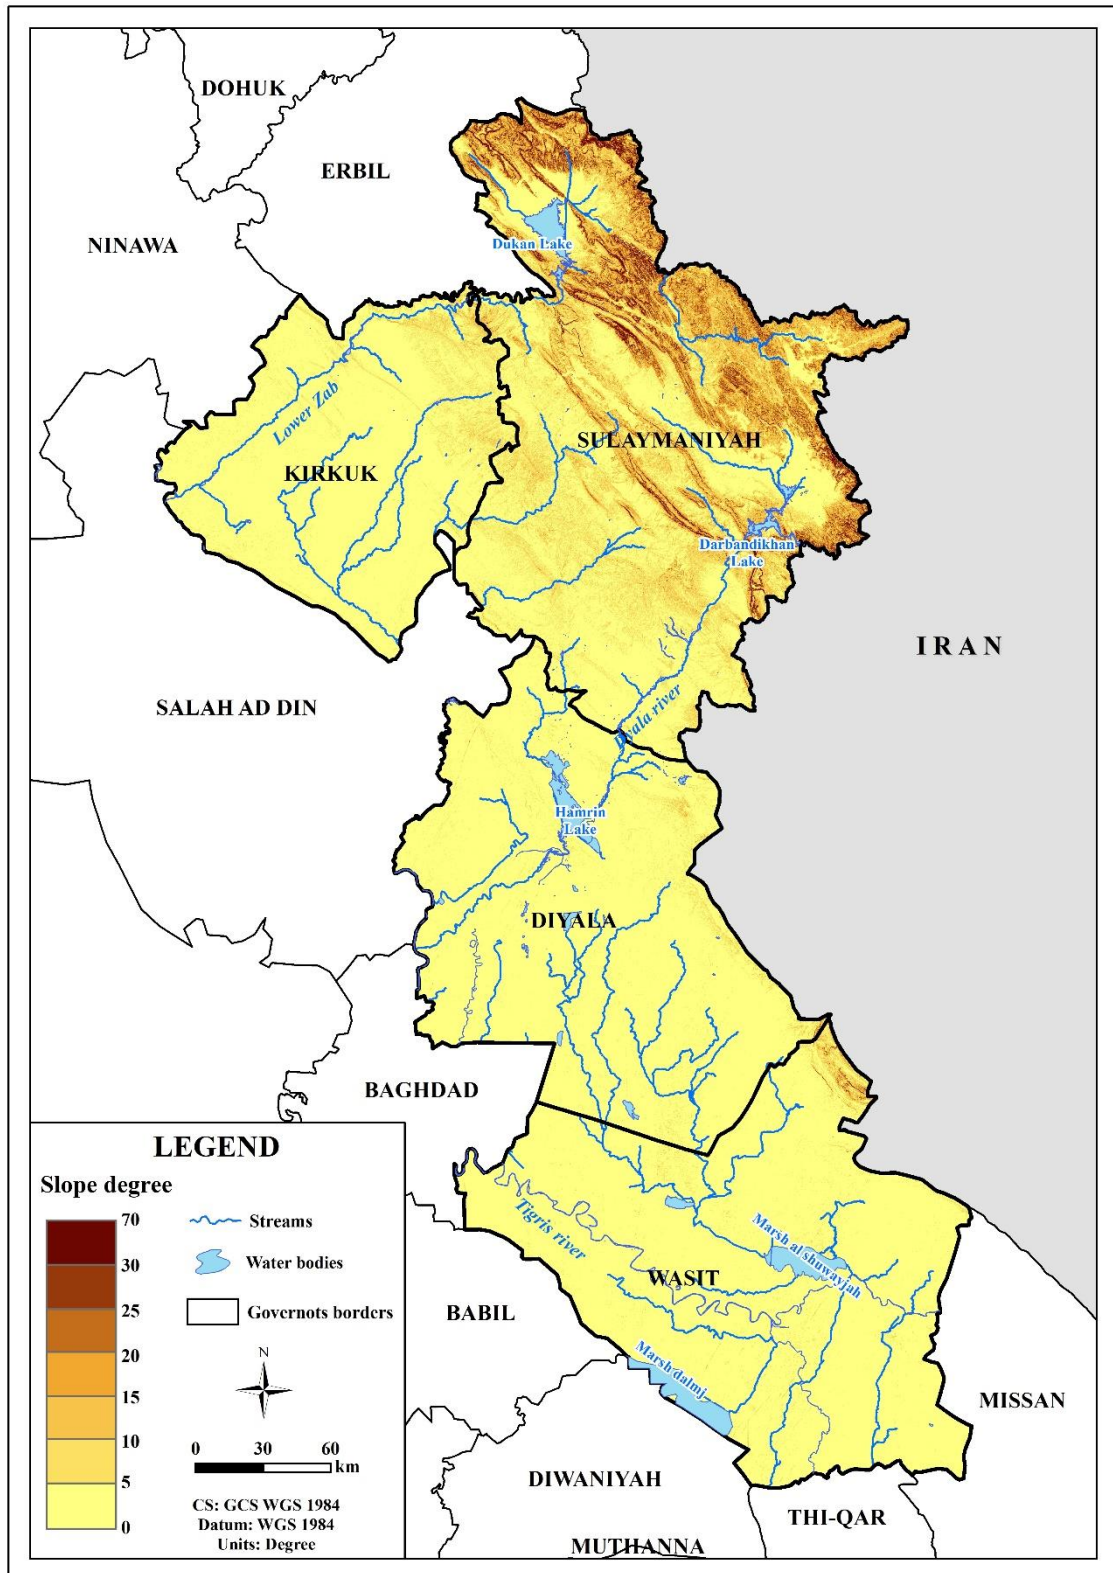 DOHUK
ERBIL
NINAWA
Dukan Lake
Lower Zab
SULAYMANIYAH
KIRKUK
Darbandikhan
Lake
IRAN
SALAH AD DIN
Dyala river
Hamrin
Lake
DIYALA
BAGHDAD
LEGEND
Slope degree
70
30
25
20
15
10
5
0
Streams
Water bodies
Governots borders
N
0 30 60
km
CS: GCS WGS 1984
Datum: WGS 1984
Units: Degree
Tigris river
Marsh al shuwayjah
WASIT
BABIL
Marsh dalmj
MISSAN
DIWANIYAH
THI-QAR
MUTHANNA